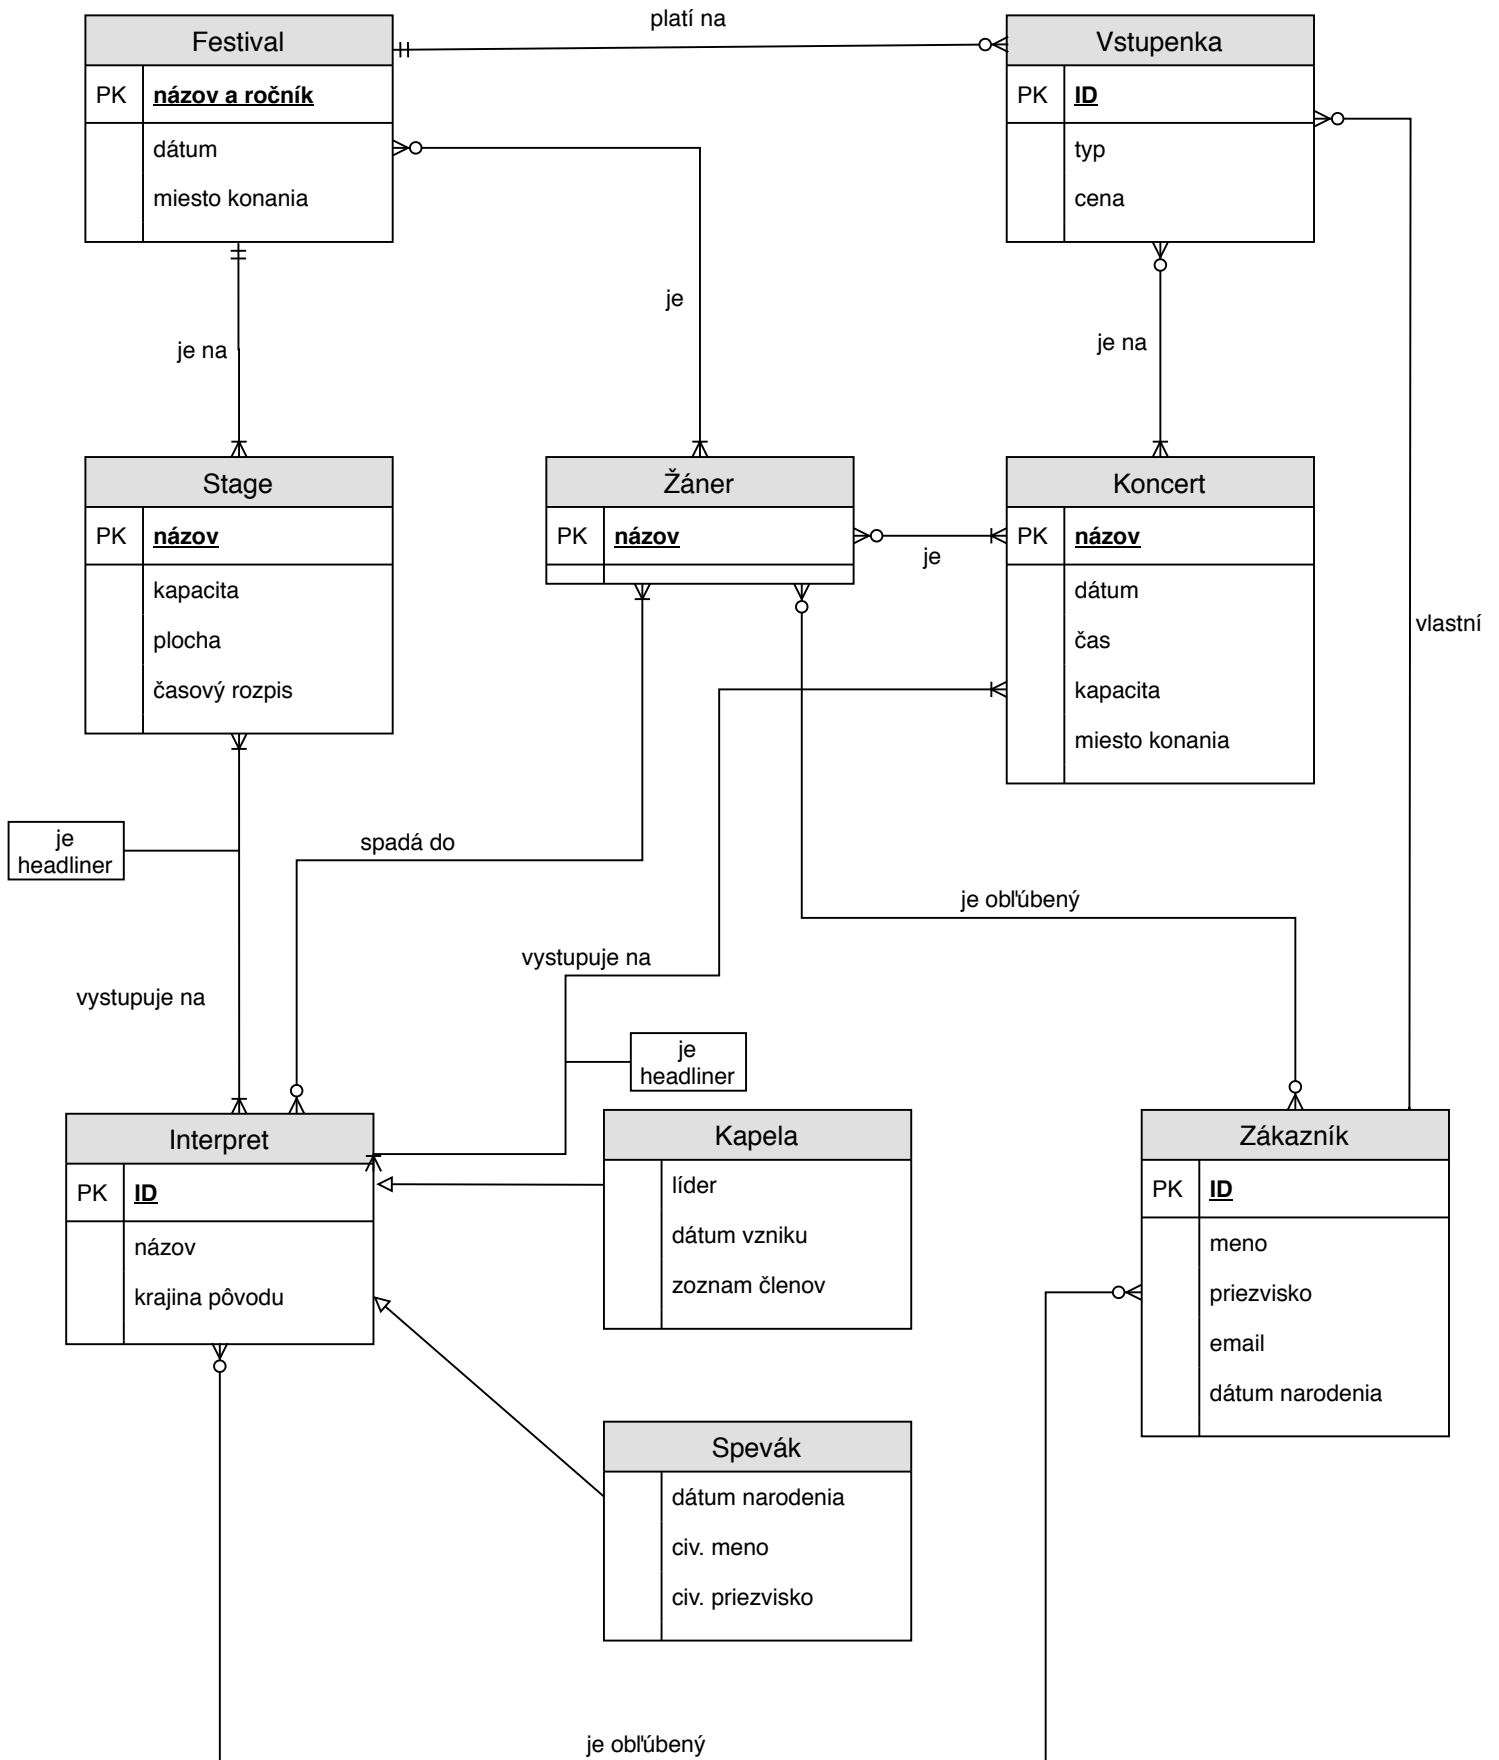 platí na
Festival
PK názov a ročník
dátum
miesto konania
Vstupenka
PK ID
typ
cena
je
je na
je na
vlastní
Stage
PK názov
kapacita
plocha
časový rozpis
Žáner
PK názov
je
Koncert
PK názov
dátum
čas
kapacita
miesto konania
je
headliner
spadá do
je obľúbený
vystupuje na
vystupuje na
je
headliner
Interpret
PK ID
názov
krajina pôvodu
Kapela
líder
dátum vzniku
zoznam členov
Zákazník
PK ID
meno
priezvisko
email
dátum narodenia
Spevák
dátum narodenia
civ. meno
civ. priezvisko
je obľúbený